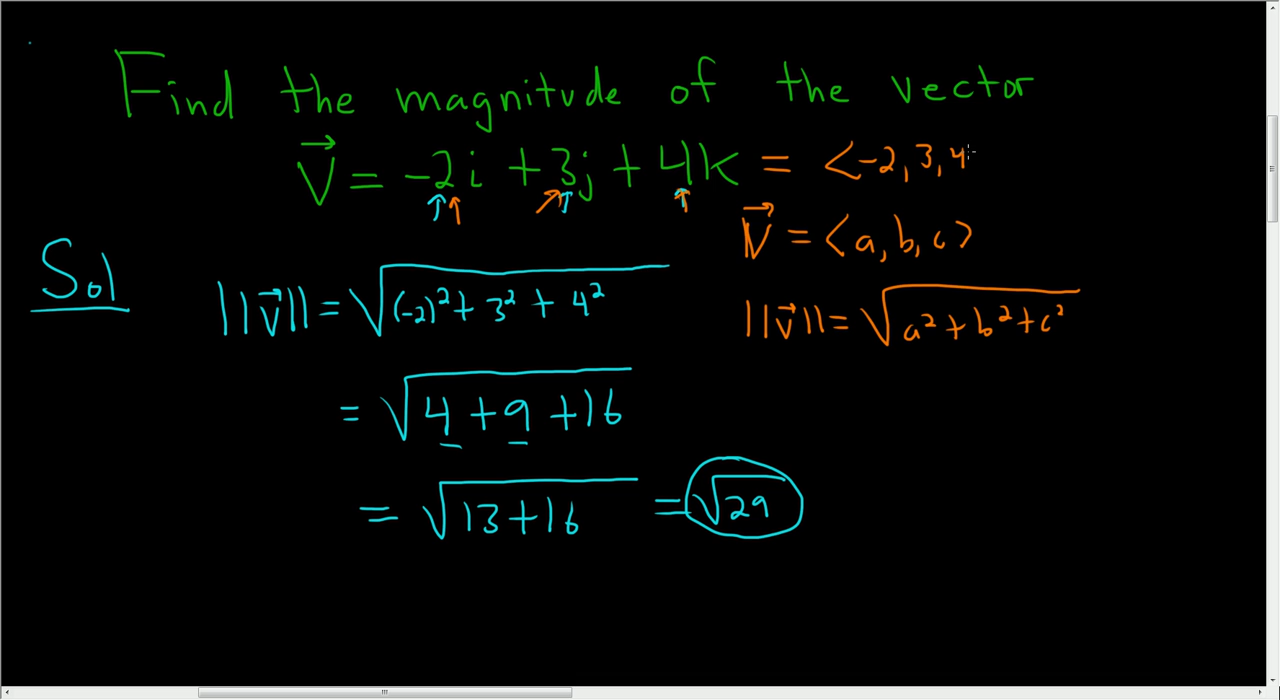 Find the magnitude of the vector
v⃗ = -2i + 3j + 4k = <-2, 3, 4
v⃗ = <a, b, c>
Sol
||v⃗|| = √((-2)² + 3² + 4²)
||v⃗|| = √(a² + b² + c²)
= √(4 + 9 + 16)
= √(13 + 16) = √29